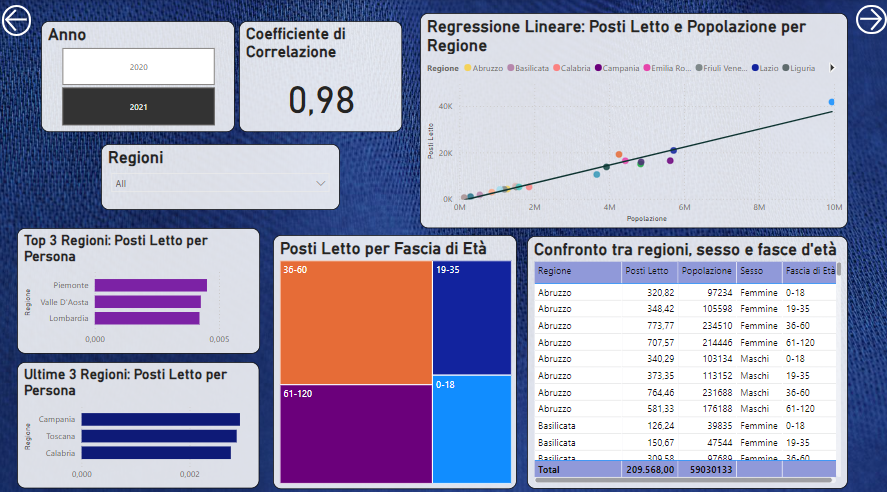 Anno
2020
2021
Coefficiente di
Correlazione
0,98
Regioni
All
Regressione Lineare: Posti Letto e Popolazione per
Regione
Regione Abruzzo Basilicata Calabria Campania Emilia Ro... Friuli Vene... Lazio Liguria
Posti Letto
40K
20K
0K
0M 2M 4M 6M 8M 10M
Popolazione
Top 3 Regioni: Posti Letto per
Persona
Regione
Piemonte
Valle D'Aosta
Lombardia
0,000 0,005
Ultime 3 Regioni: Posti Letto per
Persona
Regione
Campania
Toscana
Calabria
0,000 0,002
Posti Letto per Fascia di Età
36-60
19-35
61-120
0-18
Confronto tra regioni, sesso e fasce d'età
Regione Posti Letto Popolazione Sesso Fascia di Età
Abruzzo 320,82 97234 Femmine 0-18
Abruzzo 348,42 105598 Femmine 19-35
Abruzzo 773,77 234510 Femmine 36-60
Abruzzo 707,57 214446 Femmine 61-120
Abruzzo 340,29 103134 Maschi 0-18
Abruzzo 373,35 113152 Maschi 19-35
Abruzzo 764,46 231688 Maschi 36-60
Abruzzo 581,33 176188 Maschi 61-120
Basilicata 126,24 39835 Femmine 0-18
Basilicata 150,67 47544 Femmine 19-35
Basilicata 309,58 97689 Femmine 36-60
Total 209.568,00 59030133